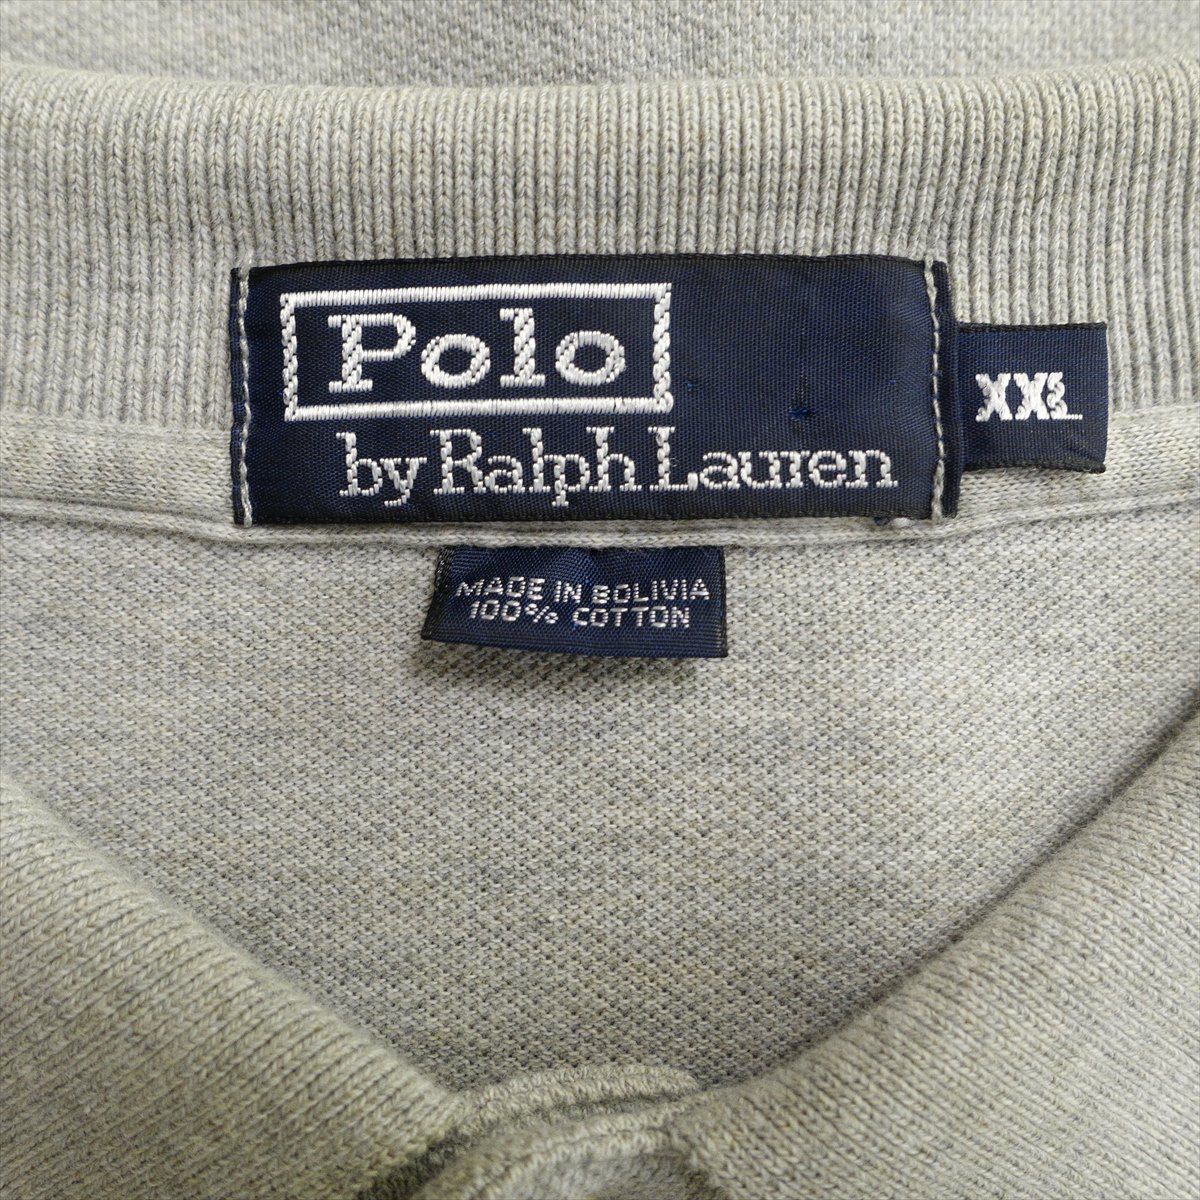 Polo
by Ralph Lauren
XXL
MADE IN BOLIVIA
100% COTTON